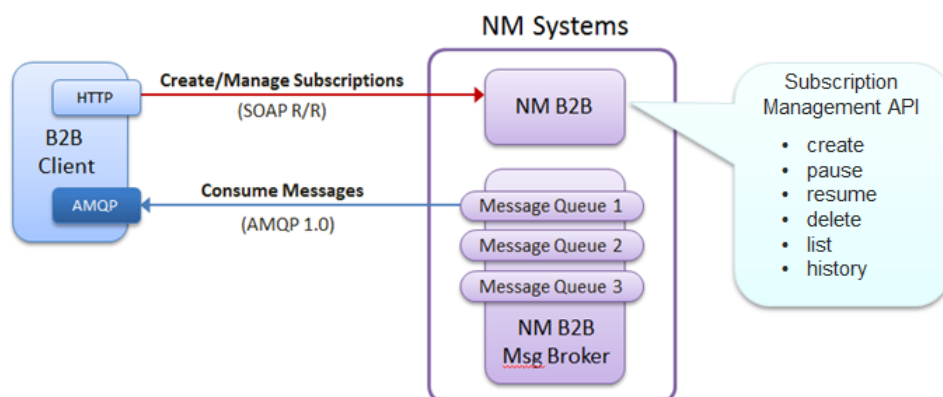 NM Systems
HTTP
B2B
Client
AMQP
Create/Manage Subscriptions
(SOAP R/R)
Consume Messages
(AMQP 1.0)
NM B2B
Message Queue 1
Message Queue 2
Message Queue 3
NM B2B
Msg Broker
Subscription
Management API
• create
• pause
• resume
• delete
• list
• history